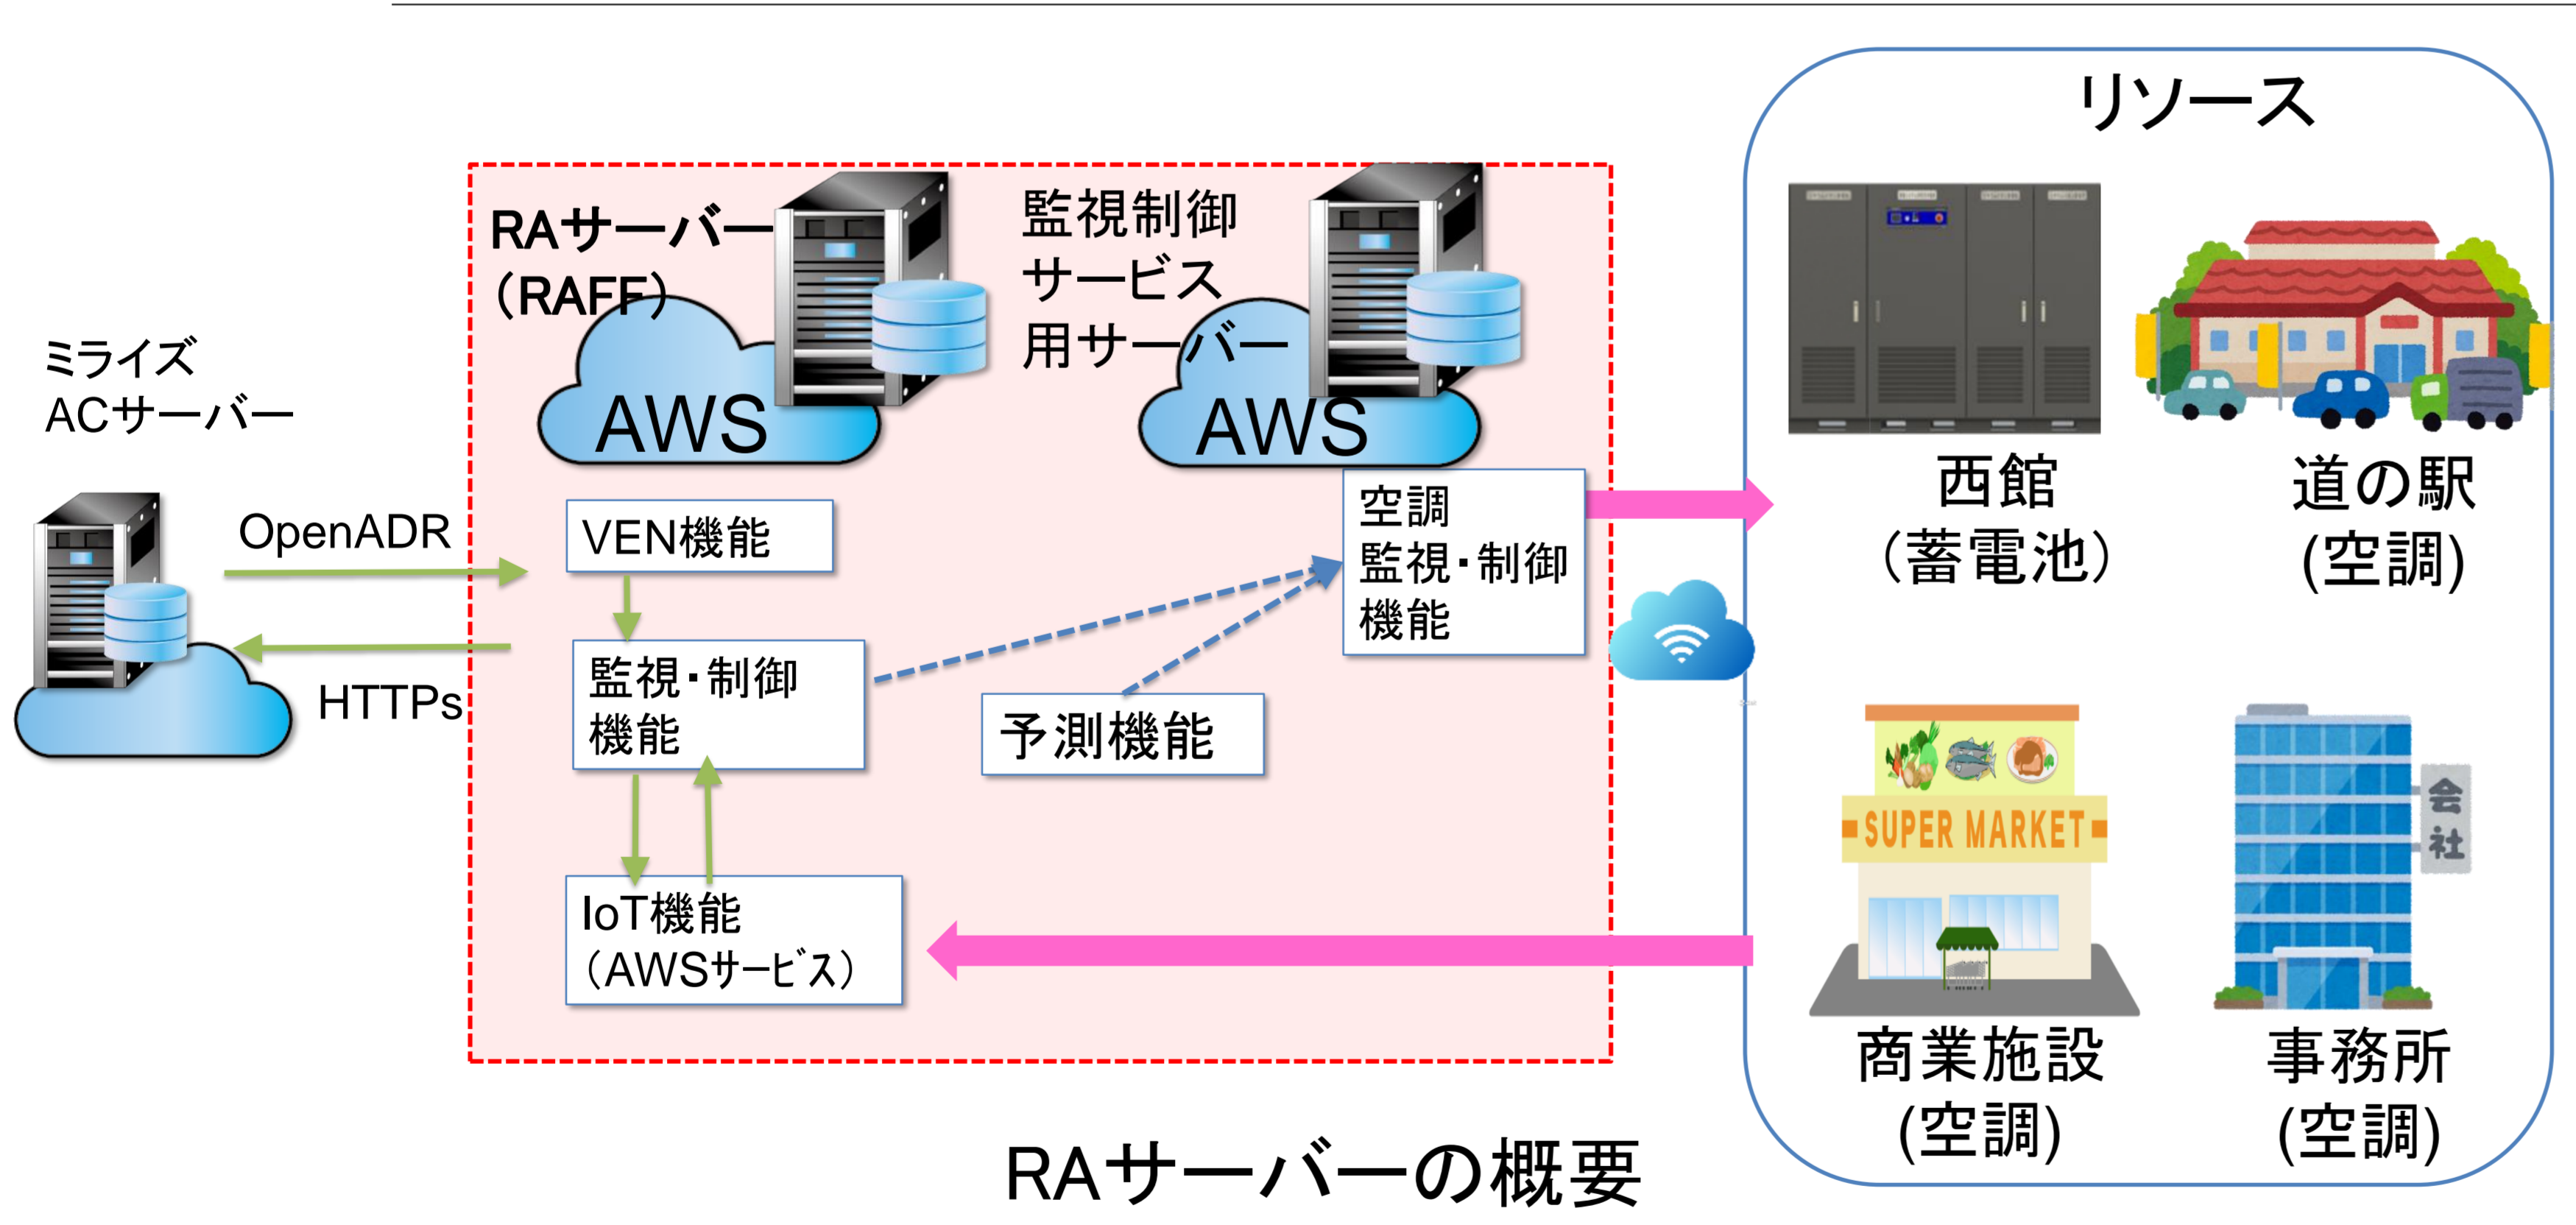 リソース
RAサーバー
（RAFF）
監視制御
サービス
用サーバー
AWS
AWS
ミライズ
ACサーバー
OpenADR
HTTPs
VEN機能
監視・制御
機能
IoT機能
（AWSサービス）
予測機能
空調
監視・制御
機能
西館
（蓄電池）
道の駅
(空調)
SUPER MARKET
商業施設
(空調)
会社
事務所
(空調)
RAサーバーの概要